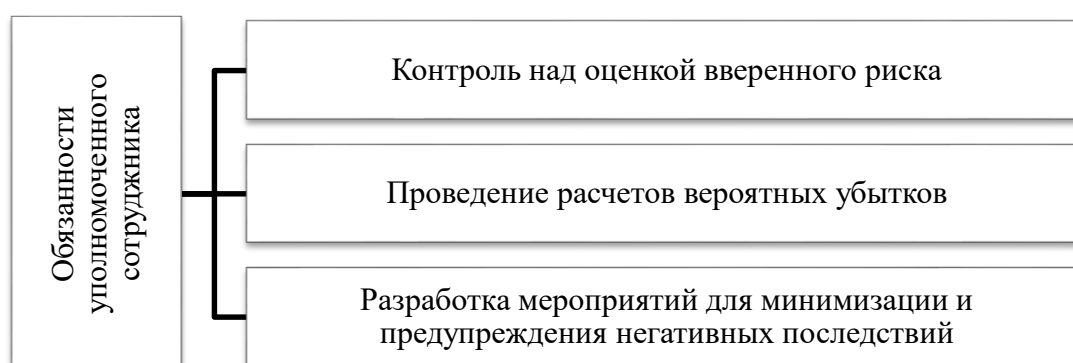 Обязанности
уполномоченного
сотрудника
Контроль над оценкой вверенного риска
Проведение расчетов вероятных убытков
Разработка мероприятий для минимизации и
предупреждения негативных последствий